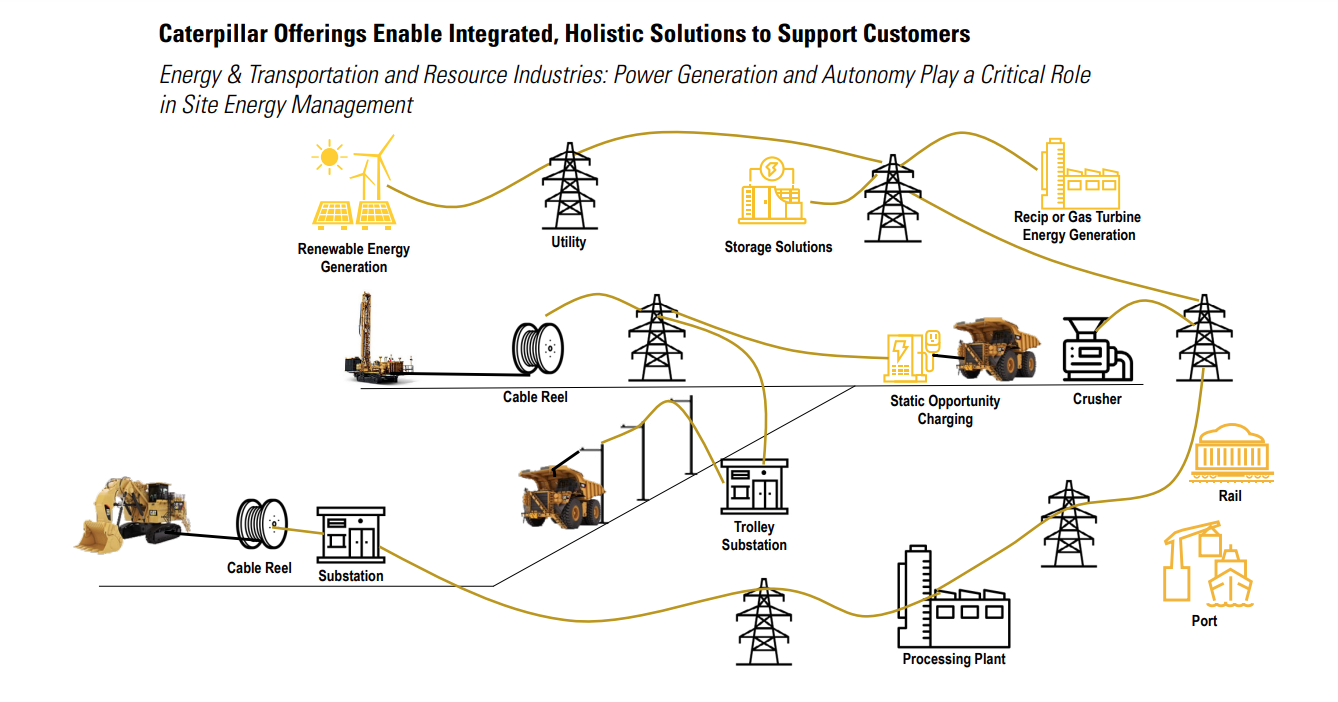 Caterpillar Offerings Enable Integrated, Holistic Solutions to Support Customers
Energy & Transportation and Resource Industries: Power Generation and Autonomy Play a Critical Role
in Site Energy Management
Renewable Energy
Generation
Utility
Storage Solutions
Recip or Gas Turbine
Energy Generation
Cable Reel
Static Opportunity
Charging
Crusher
Rail
Trolley
Substation
Cable Reel
Substation
Port
Processing Plant